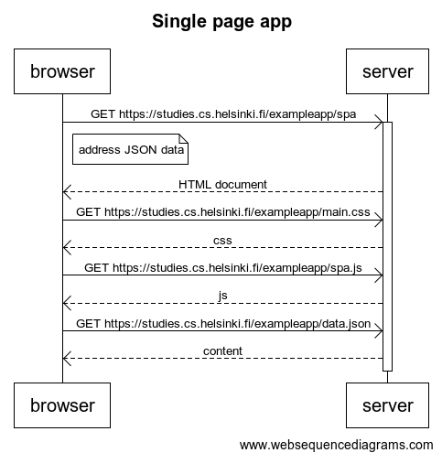 Single page app
browser
server
GET https://studies.cs.helsinki.fi/exampleapp/spa
address JSON data
HTML document
GET https://studies.cs.helsinki.fi/exampleapp/main.css
css
GET https://studies.cs.helsinki.fi/exampleapp/spa.js
js
GET https://studies.cs.helsinki.fi/exampleapp/data.json
content
browser
server
www.websequencediagrams.com